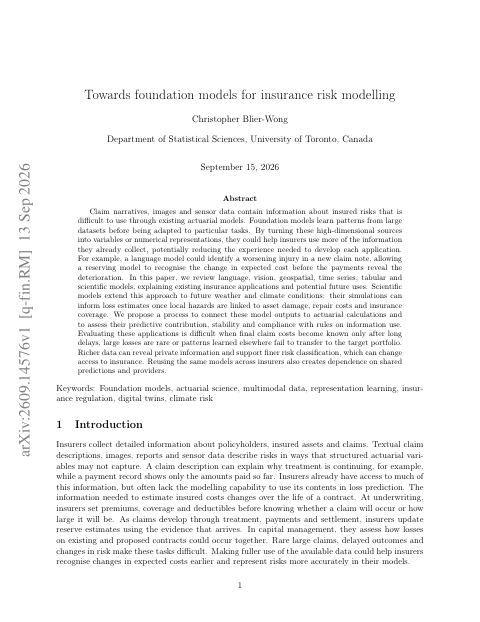 Towards foundation models for insurance risk modelling
Christopher Blier-Wong
Department of Statistical Sciences, University of Toronto, Canada
September 15, 2026
Abstract
Claim narratives, images and sensor data contain information about insured risks that is
difficult to use through existing actuarial models. Foundation models learn patterns from large
datasets before being adapted to particular tasks. By turning these high-dimensional sources
into variables or numerical representations, they could help insurers use more of the information
they already collect, potentially reducing the experience needed to develop each application.
For example, a language model could identify a worsening injury in a new claim note, allowing
a reserving model to recognise the change in expected cost before the payments reveal the
deterioration. In this paper, we review language, vision, geospatial, time series, tabular and
scientific models, explaining existing insurance applications and potential future uses. Scientific
models extend this approach to future weather and climate conditions; their simulations can
inform loss estimates once local hazards are linked to asset damage, repair costs and insurance
coverage. We propose a process to connect these model outputs to actuarial calculations and
to assess their predictive contribution, stability and compliance with rules on information use.
Evaluating these applications is difficult when final claim costs become known only after long
delays, large losses are rare or patterns learned elsewhere fail to transfer to the target portfolio.
Richer data can reveal private information and support finer risk classification, which can change
access to insurance. Reusing the same models across insurers also creates dependence on shared
predictions and providers.
Keywords: Foundation models, actuarial science, multimodal data, representation learning, insur-
ance regulation, digital twins, climate risk
1 Introduction
Insurers collect detailed information about policyholders, insured assets and claims. Textual claim
descriptions, images, reports and sensor data describe risks in ways that structured actuarial vari-
ables may not capture. A claim description can explain why treatment is continuing, for example,
while a payment record shows only the amounts paid so far. Insurers already have access to much of
this information, but often lack the modelling capability to use its contents in loss prediction. The
information needed to estimate insured costs changes over the life of a contract. At underwriting,
insurers set premiums, coverage and deductibles before knowing whether a claim will occur or how
large it will be. As claims develop through treatment, payments and settlement, insurers update
reserve estimates using the evidence that arrives. In capital management, they assess how losses
on existing and proposed contracts could occur together. Rare large claims, delayed outcomes and
changes in risk make these tasks difficult. Making fuller use of the available data could help insurers
recognise changes in expected costs earlier and represent risks more accurately in their models.
1
arXiv:2609.14576v1 [q-fin.RM] 13 Sep 2026